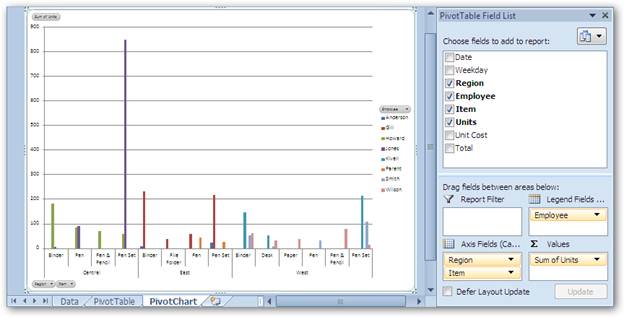 Sum of Units
900
800
700
600
500
400
300
200
100
0
Binder Pen Pen & Pencil Pen Set Binder File Folder Pen Pen Set Binder Desk Paper Pen Pen & Pencil Pen Set
Central East West
Region Item
Employee
Anderson
Gill
Howard
Jones
Kivell
Parent
Smith
Wilson
Data PivotTable PivotChart
PivotTable Field List
Choose fields to add to report:
Date
Weekday
Region
Employee
Item
Units
Unit Cost
Total
Drag fields between areas below:
Report Filter Legend Fields ...
Employee
Axis Fields (Ca... Σ Values
Region Sum of Units
Item
Defer Layout Update Update